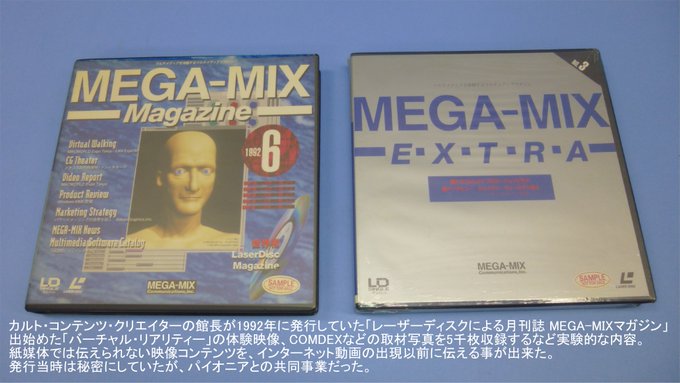 MEGA-MIX
Magazine
1992
6
Virtual Walking
CG Theater
Video Report
Product Review
Marketing Strategy
MEGA-MIX News
Multimedia Software Catalog
LaserDisc
Magazine
LD
MEGA-MIX
Communications, Inc.
SAMPLE
3
MEGA-MIX
E・X・T・R・A
LD
MEGA-MIX
Communications, Inc.
SAMPLE
カルト・コンテンツ・クリエイターの館長が1992年に発行していた「レーザーディスクによる月刊誌 MEGA-MIXマガジン」
出始めた「バーチャル・リアリティー」の体験映像、COMDEXなどの取材写真を5千枚収録するなど実験的な内容。
紙媒体では伝えられない映像コンテンツを、インターネット動画の出現以前に伝える事が出来た。
発行当時は秘密にしていたが、パイオニアとの共同事業だった。